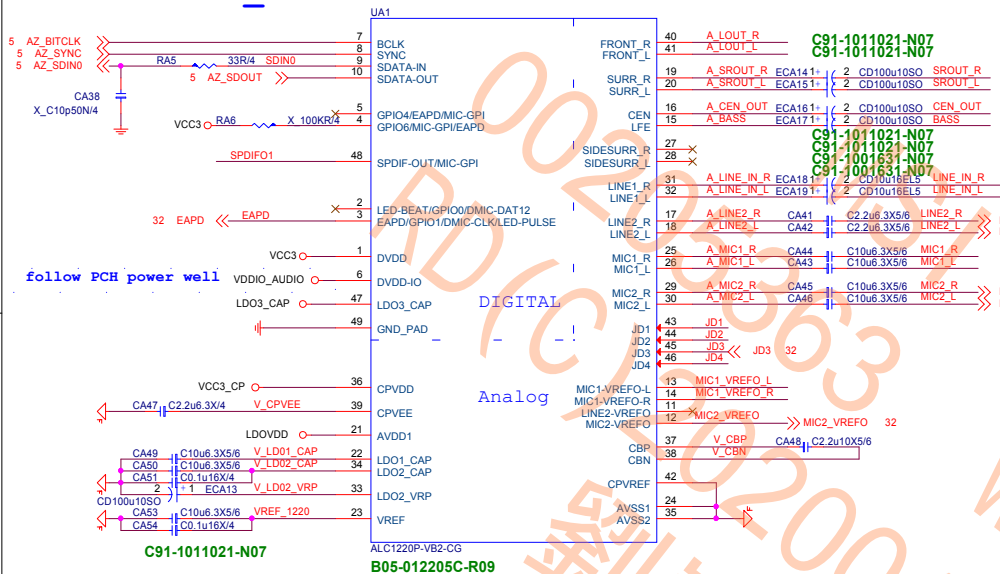 UA1
5 AZ_BITCLK 7 BCLK
5 AZ_SYNC 8 SYNC
5 AZ_SDIN0 RA5 33R/4 SDIN0 9 SDATA-IN
5 AZ_SDOUT 10 SDATA-OUT
CA38
X_C10p50N/4
5 GPIO4/EAPD/MIC-GPI
VCC3 RA6 X_100KR/4 4 GPIO6/MIC-GPI/EAPD
SPDIFO1 48 SPDIF-OUT/MIC-GPI
2 LED-BEAT/GPIO0/DMIC-DAT12
32 EAPD EAPD 3 EAPD/GPIO1/DMIC-CLK/LED-PULSE
VCC3 1 DVDD
follow PCH power well
VDDIO_AUDIO 6 DVDD-IO
LDO3_CAP 47 LDO3_CAP
49 GND_PAD
DIGITAL
Analog
VCC3_CP 36 CPVDD
CA47 C2.2u6.3X/4 V_CPVEE 39 CPVEE
LDOVDD 21 AVDD1
CA49 C10u6.3X5/6 V_LD01_CAP 22 LDO1_CAP
CA50 C10u6.3X5/6 V_LD02_CAP 34 LDO2_CAP
CA51 C0.1u16X/4
2 + 1 ECA13 V_LD02_VRP 33 LDO2_VRP
CD100u10SO
CA53 C10u6.3X5/6 VREF_1220 23 VREF
CA54 C0.1u16X/4
C91-1011021-N07
ALC1220P-VB2-CG
B05-012205C-R09
FRONT_R 40 A_LOUT_R C91-1011021-N07
FRONT_L 41 A_LOUT_L C91-1011021-N07
SURR_R 19 A_SROUT_R ECA141+ 2 CD100u10SO SROUT_R
SURR_L 20 A_SROUT_L ECA151+ 2 CD100u10SO SROUT_L
CEN 16 A_CEN_OUT ECA161+ 2 CD100u10SO CEN_OUT
LFE 15 A_BASS ECA171+ 2 CD100u10SO BASS
C91-1011021-N07
SIDESURR_R 27 C91-1011021-N07
SIDESURR_L 28 C91-1001631-N07
C91-1001631-N07
LINE1_R 31 A_LINE_IN_R ECA181+ 2 CD10u16EL5 LINE_IN_R
LINE1_L 32 A_LINE_IN_L ECA191+ 2 CD10u16EL5 LINE_IN_L
LINE2_R 17 A_LINE2_R CA41 C2.2u6.3X5/6 LINE2_R
LINE2_L 18 A_LINE2_L CA42 C2.2u6.3X5/6 LINE2_L
MIC1_R 25 A_MIC1_R CA44 C10u6.3X5/6 MIC1_R
MIC1_L 26 A_MIC1_L CA43 C10u6.3X5/6 MIC1_L
MIC2_R 29 A_MIC2_R CA45 C10u6.3X5/6 MIC2_R
MIC2_L 30 A_MIC2_L CA46 C10u6.3X5/6 MIC2_L
JD1 43 JD1
JD2 44 JD2
JD3 45 JD3 JD3 32
JD4 46 JD4
MIC1-VREFO-L 13 MIC1_VREFO_L
MIC1-VREFO-R 14 MIC1_VREFO_R
LINE2-VREFO 11
MIC2-VREFO 12 MIC2_VREFO MIC2_VREFO 32
CBP 37 V_CBP CA48 C2.2u10X5/6
CBN 38 V_CBN
CPVREF 42
AVSS1 24
AVSS2 35